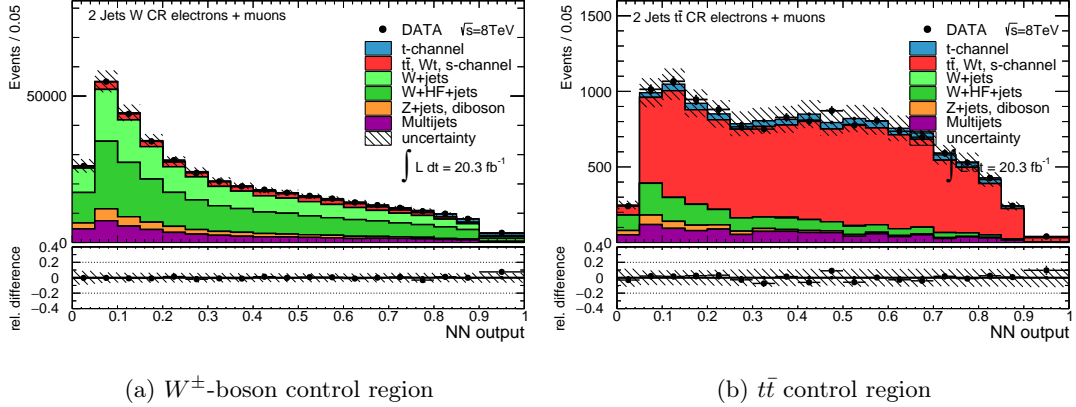 2 Jets W CR electrons + muons
DATA √s=8TeV
t-channel
tt̄, Wt, s-channel
W+jets
W+HF+jets
Z+jets, diboson
Multijets
uncertainty
∫ L dt = 20.3 fb⁻¹
Events / 0.05
50000
0
rel. difference
0.40
0.2
0
−0.2
−0.4
0 0.1 0.2 0.3 0.4 0.5 0.6 0.7 0.8 0.9 1
NN output
(a) W±-boson control region
2 Jets tt̄ CR electrons + muons
DATA √s=8TeV
t-channel
tt̄, Wt, s-channel
W+jets
W+HF+jets
Z+jets, diboson
Multijets
uncertainty
∫ L dt = 20.3 fb⁻¹
Events / 0.05
1500
1000
500
0
rel. difference
0.40
0.2
0
−0.2
−0.4
0 0.1 0.2 0.3 0.4 0.5 0.6 0.7 0.8 0.9 1
NN output
(b) tt̄ control region